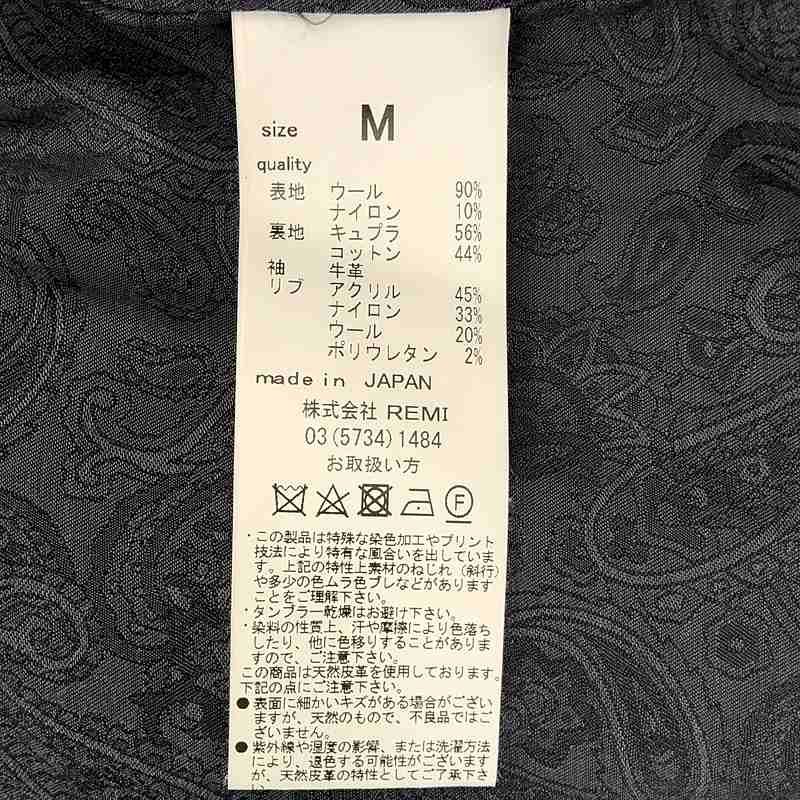 size M
quality
表地 ウール 90%
ナイロン 10%
裏地 キュプラ 56%
コットン 44%
袖 牛革
リブ アクリル 45%
ナイロン 33%
ウール 20%
ポリウレタン 2%
made in JAPAN
株式会社 REMI
03(5734)1484
お取扱い方
F
・この製品は特殊な染色加工やプリント
技法により特有な風合いを出していま
す。上記の特性上素材のねじれ（斜行）
や多少の色ムラ色ブレなどがあります
ことをご理解下さい。
・タンブラー乾燥はお避け下さい。
・染料の性質上、汗や摩擦により色落ち
したり、他に色移りすることがありま
すので、ご注意下さい。
この商品は天然皮革を使用しております。
下記の点にご注意下さい。
●表面に細かいキズがある場合がござい
ますが、天然のもので、不良品ではご
ざいません。
●紫外線や湿度の影響、または洗濯方法
により、退色する可能性がございます
が、天然皮革の特性としてご了承下さ
い。